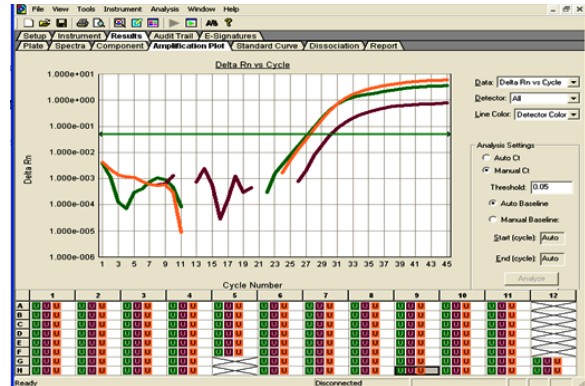 File View Tools Instrument Analysis Window Help
Setup Instrument Results Audit Trail E-Signatures
Plate Spectra Component Amplification Plot Standard Curve Dissociation Report
Delta Rn vs Cycle
1.000e+001
1.000e+000
1.000e-001
1.000e-002
1.000e-003
1.000e-004
1.000e-005
1.000e-006
Delta Rn
1 3 5 7 9 11 13 15 17 19 21 23 25 27 29 31 33 35 37 39 41 43 45
Cycle Number
Data: Delta Rn vs Cycle
Detector: All
Line Color: Detector Color
Analysis Settings
Auto Ct
Manual Ct
Threshold: 0.05
Auto Baseline
Manual Baseline:
Start (cycle): Auto
End (cycle): Auto
Analyze
1 2 3 4 5 6 7 8 9 10 11 12
A U U U U U U U U U U U U U U U U U U U U U U U U U U U U U U U U U
B U U U U U U U U U U U U U U U U U U U U U U U U U U U U U U U U U
C U U U U U U U U U U U U U U U U U U U U U U U U U U U U U U U U U
D U U U U U U U U U U U U U U U U U U U U U U U U U U U U U U U U U
E U U U U U U U U U U U U U U U U U U U U U U U U U U U U U U U U U
F U U U U U U U U U U U U U U U U U U U U U U U U U U U U U U U U U
G U U U U U U U U U U U U U U U U U U U U U U U U U U U U U U U U U
H U U U U U U U U U U U U U U U U U U U U U U U U U U U U U U U U U
Ready Disconnected